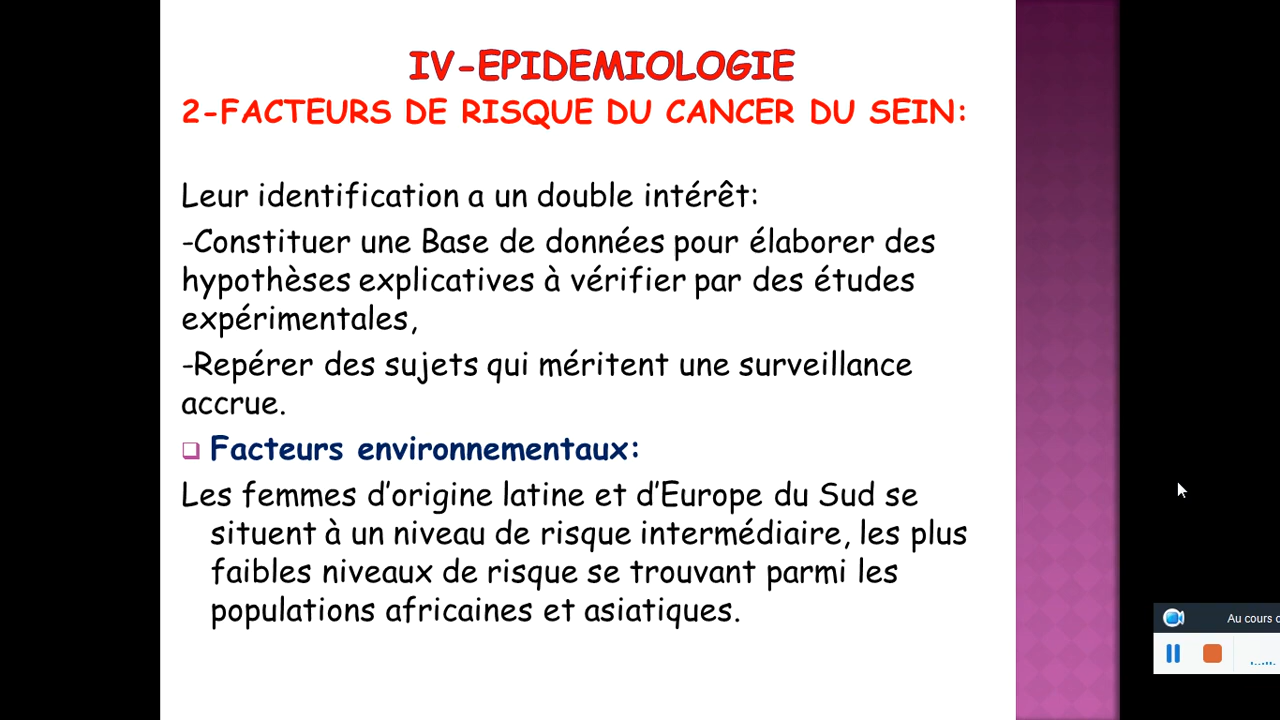 IV-EPIDEMIOLOGIE
2-FACTEURS DE RISQUE DU CANCER DU SEIN:
Leur identification a un double intérêt:
-Constituer une Base de données pour élaborer des
hypothèses explicatives à vérifier par des études
expérimentales,
-Repérer des sujets qui méritent une surveillance
accrue.
Facteurs environnementaux:
Les femmes d’origine latine et d’Europe du Sud se
situent à un niveau de risque intermédiaire, les plus
faibles niveaux de risque se trouvant parmi les
populations africaines et asiatiques.
Au cours